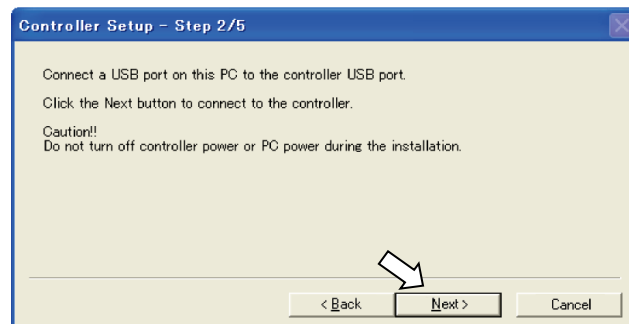 Controller Setup - Step 2/5
Connect a USB port on this PC to the controller USB port.
Click the Next button to connect to the controller.
Caution!!
Do not turn off controller power or PC power during the installation.
< Back
Next >
Cancel